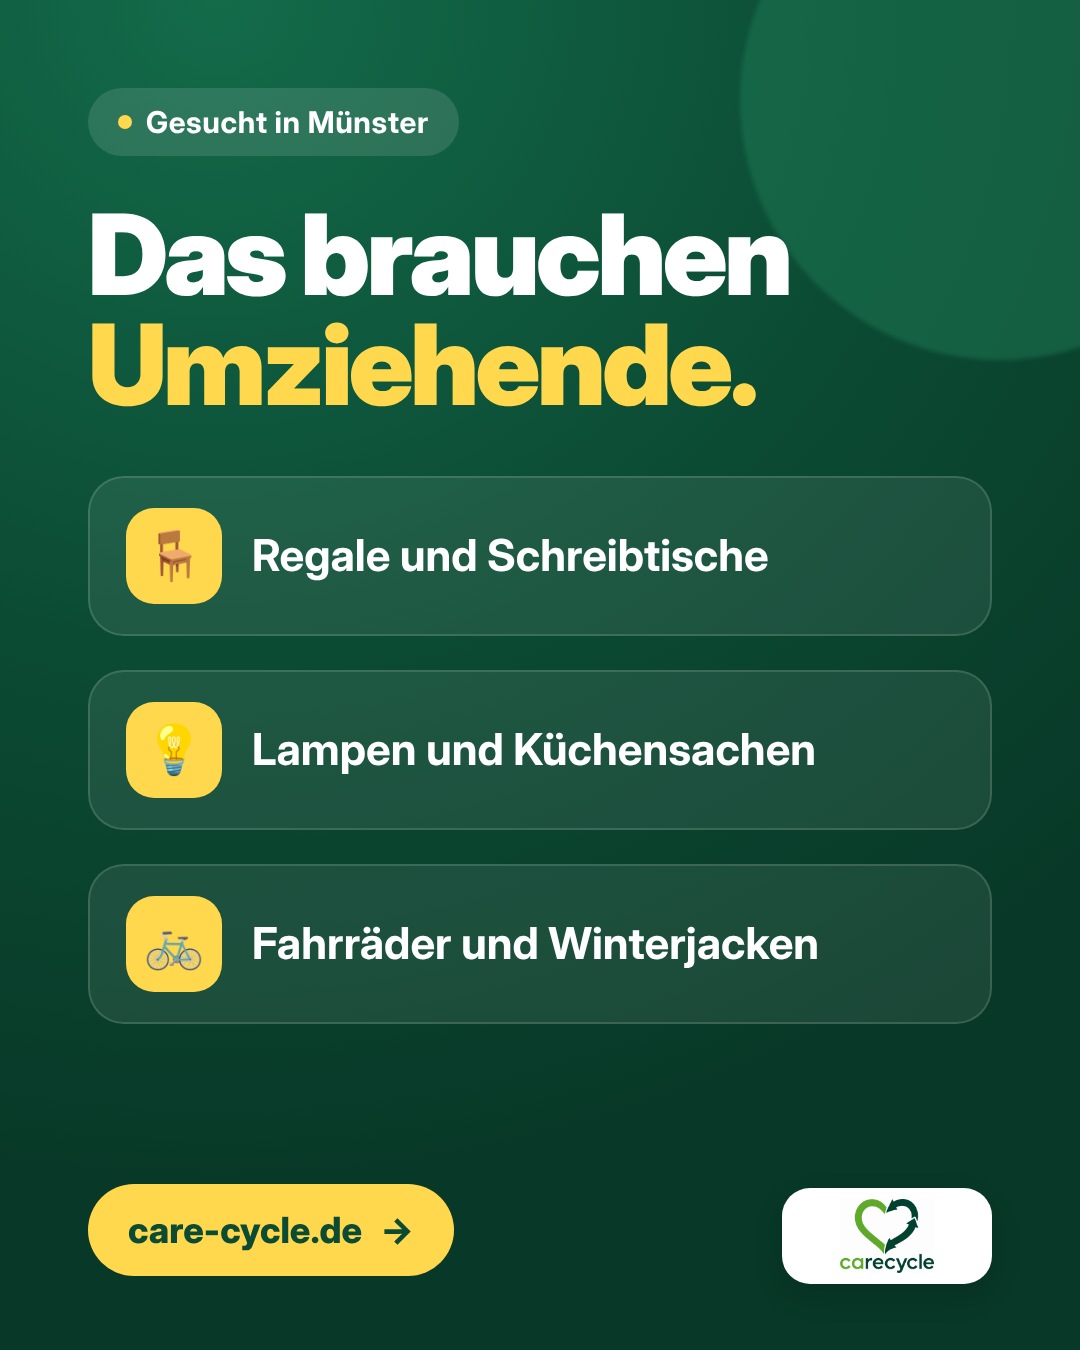 Gesucht in Münster
Das brauchen
Umziehende.
Regale und Schreibtische
Lampen und Küchensachen
Fahrräder und Winterjacken
care-cycle.de →
carecycle